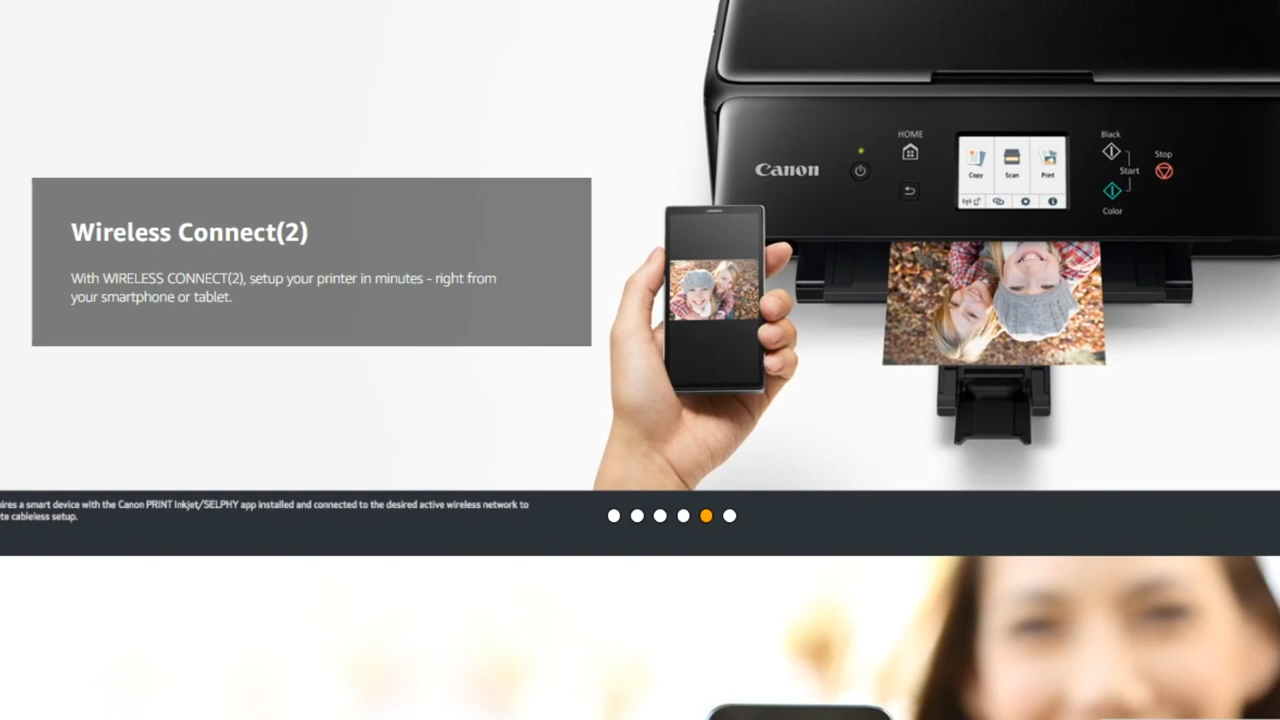 Wireless Connect(2)
With WIRELESS CONNECT(2), setup your printer in minutes - right from
your smartphone or tablet.
Canon
HOME
Copy
Scan
Print
Black
Start
Stop
Color
a smart device with the Canon PRINT Inkjet/SELPHY app installed and connected to the desired active wireless network to
cableless setup.